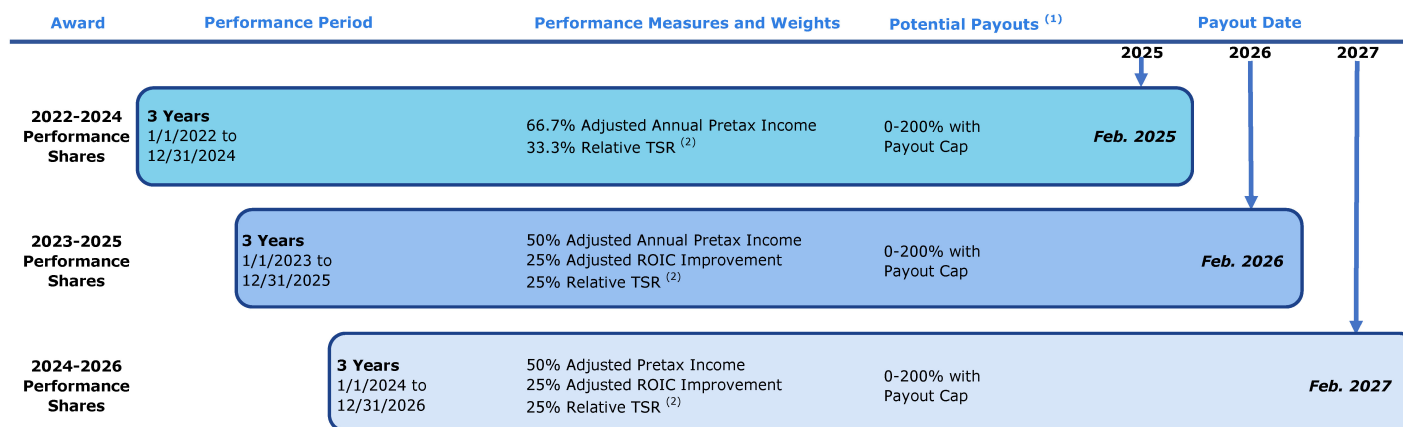 Award Performance Period Performance Measures and Weights Potential Payouts (1) Payout Date
2025 2026 2027
2022-2024
Performance
Shares
3 Years
1/1/2022 to
12/31/2024
66.7% Adjusted Annual Pretax Income
33.3% Relative TSR (2)
0-200% with
Payout Cap
Feb. 2025
2023-2025
Performance
Shares
3 Years
1/1/2023 to
12/31/2025
50% Adjusted Annual Pretax Income
25% Adjusted ROIC Improvement
25% Relative TSR (2)
0-200% with
Payout Cap
Feb. 2026
2024-2026
Performance
Shares
3 Years
1/1/2024 to
12/31/2026
50% Adjusted Pretax Income
25% Adjusted ROIC Improvement
25% Relative TSR (2)
0-200% with
Payout Cap
Feb. 2027